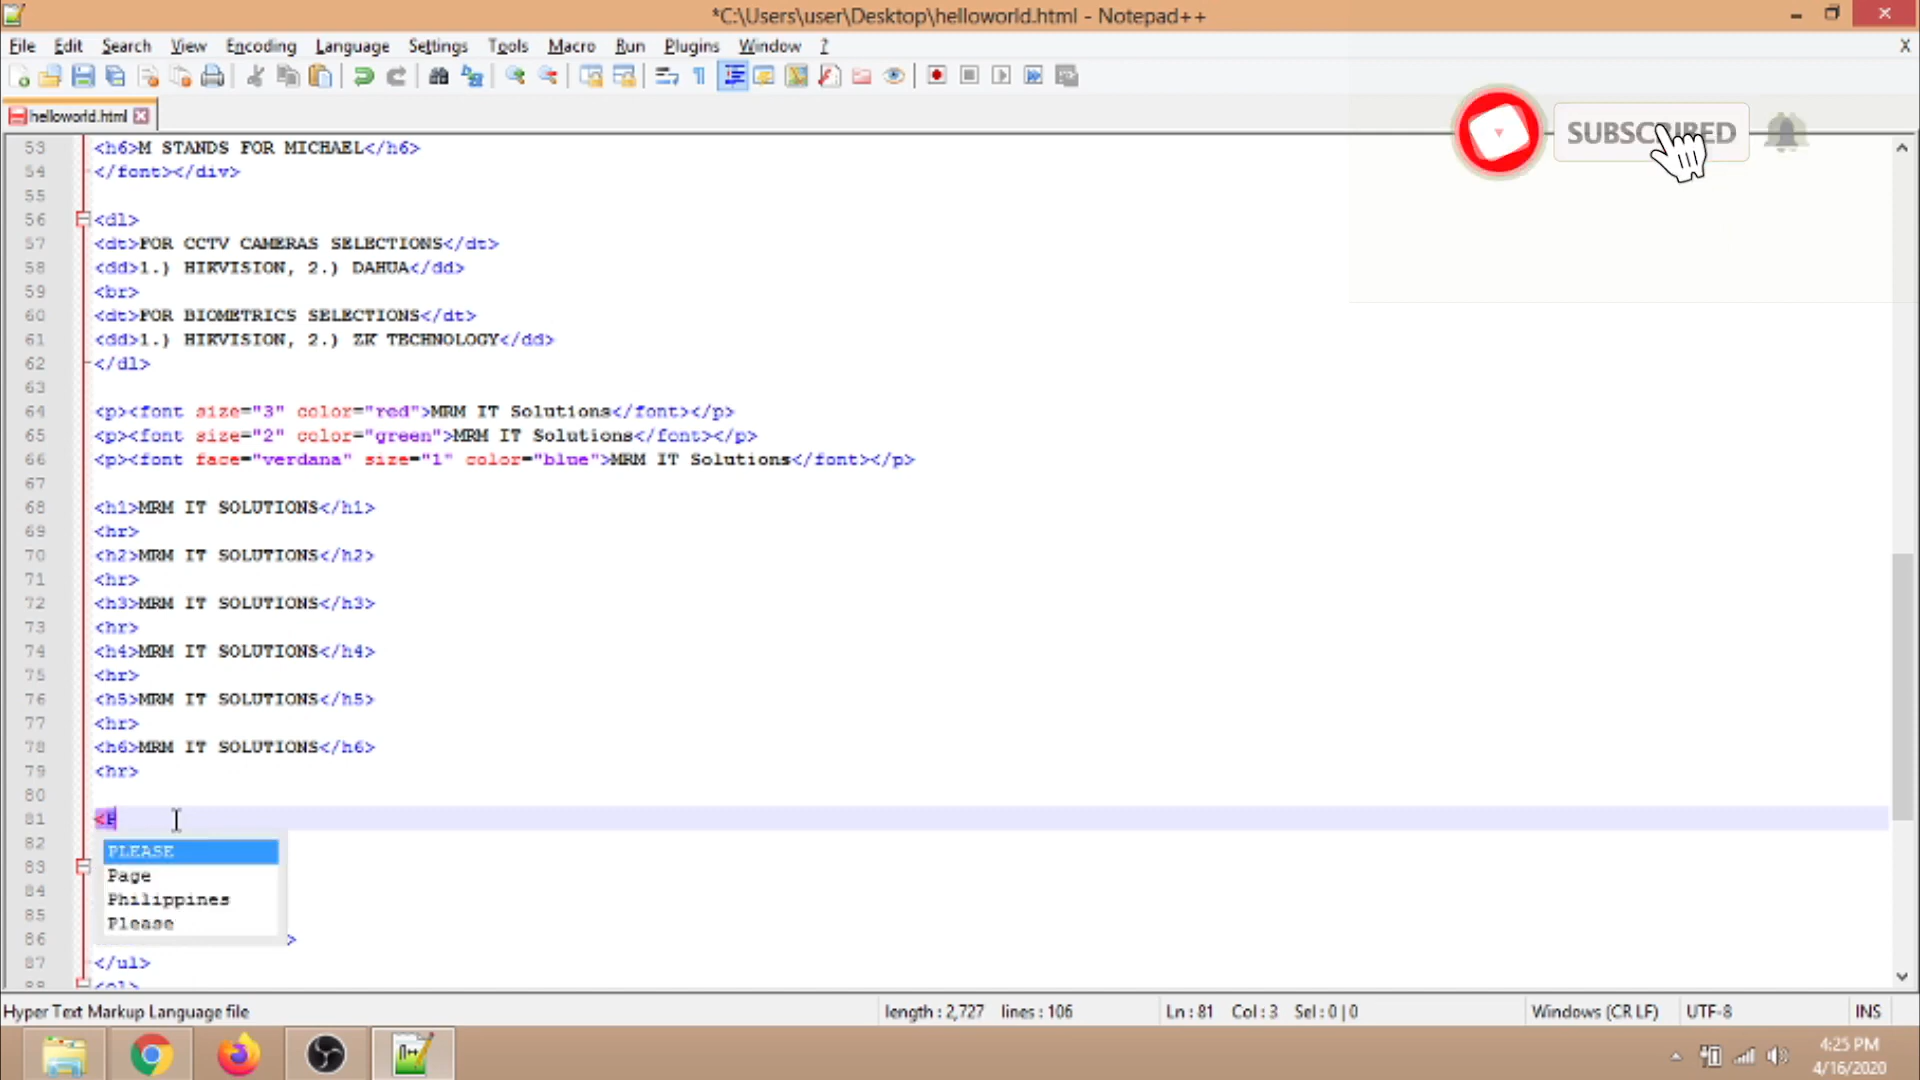 *C:\Users\user\Desktop\helloworld.html - Notepad++
File Edit Search View Encoding Language Settings Tools Macro Run Plugins Window ? X
helloworld.html
SUBSCRIBED
53 <h6>M STANDS FOR MICHAEL</h6>
54 </font></div>
55
56 <dl>
57 <dt>FOR CCTV CAMERAS SELECTIONS</dt>
58 <dd>1.) HIKVISION, 2.) DAHUA</dd>
59 <br>
60 <dt>FOR BIOMETRICS SELECTIONS</dt>
61 <dd>1.) HIKVISION, 2.) ZK TECHNOLOGY</dd>
62 </dl>
63
64 <p><font size="3" color="red">MRM IT Solutions</font></p>
65 <p><font size="2" color="green">MRM IT Solutions</font></p>
66 <p><font face="verdana" size="1" color="blue">MRM IT Solutions</font></p>
67
68 <h1>MRM IT SOLUTIONS</h1>
69 <hr>
70 <h2>MRM IT SOLUTIONS</h2>
71 <hr>
72 <h3>MRM IT SOLUTIONS</h3>
73 <hr>
74 <h4>MRM IT SOLUTIONS</h4>
75 <hr>
76 <h5>MRM IT SOLUTIONS</h5>
77 <hr>
78 <h6>MRM IT SOLUTIONS</h6>
79 <hr>
80
81 <P
82
PLEASE
83
Page
84
Philippines
85
Please
86 >
87 </ul>
88 <ol>
Hyper Text Markup Language file length : 2,727 lines : 106 Ln : 81 Col : 3 Sel : 0 | 0 Windows (CR LF) UTF-8 INS
4:25 PM
4/16/2020